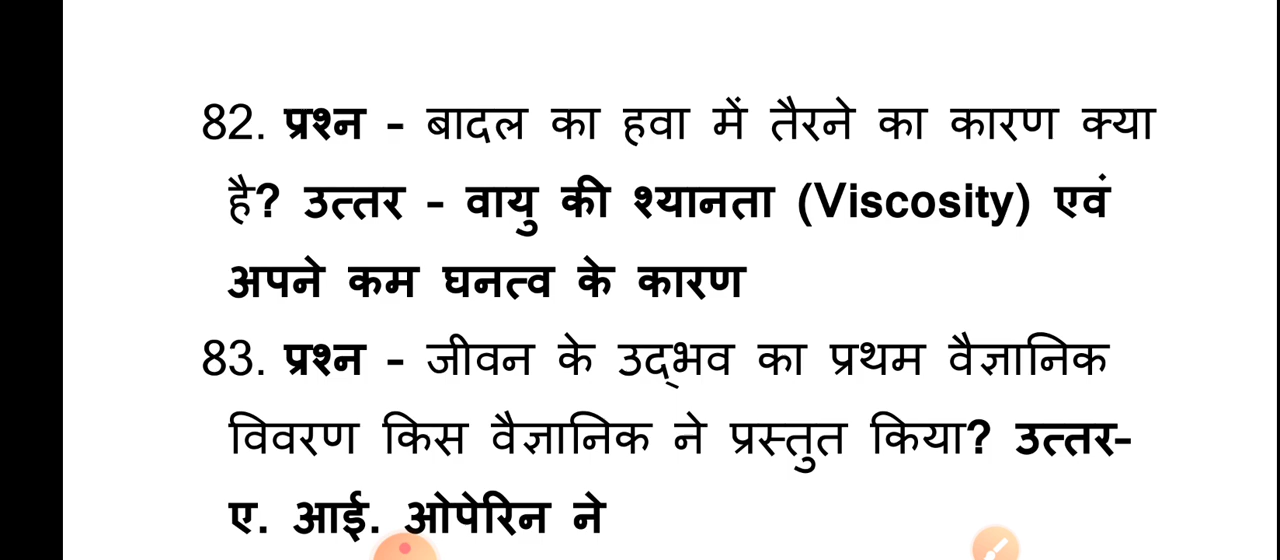 82. प्रश्न - बादल का हवा में तैरने का कारण क्या
है? उत्तर - वायु की श्यानता (Viscosity) एवं
अपने कम घनत्व के कारण
83. प्रश्न - जीवन के उद्‌भव का प्रथम वैज्ञानिक
विवरण किस वैज्ञानिक ने प्रस्तुत किया? उत्तर-
ए. आई. ओपेरिन ने